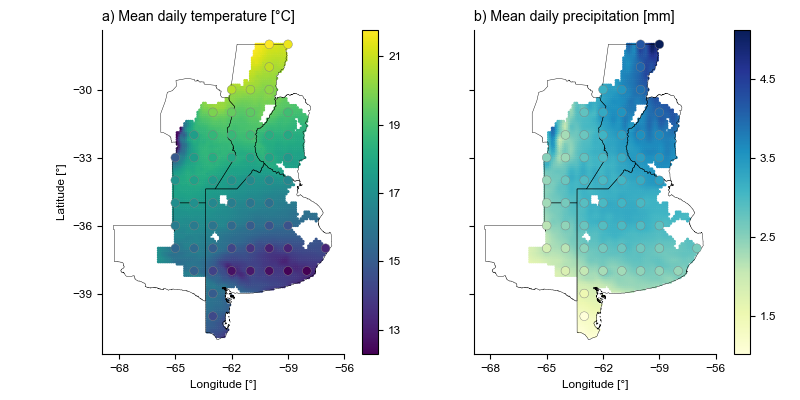 a) Mean daily temperature [°C]
b) Mean daily precipitation [mm]
−30
−33
−36
−39
Latitude [°]
−68 −65 −62 −59 −56
Longitude [°]
21
19
17
15
13
−68 −65 −62 −59 −56
Longitude [°]
4.5
3.5
2.5
1.5